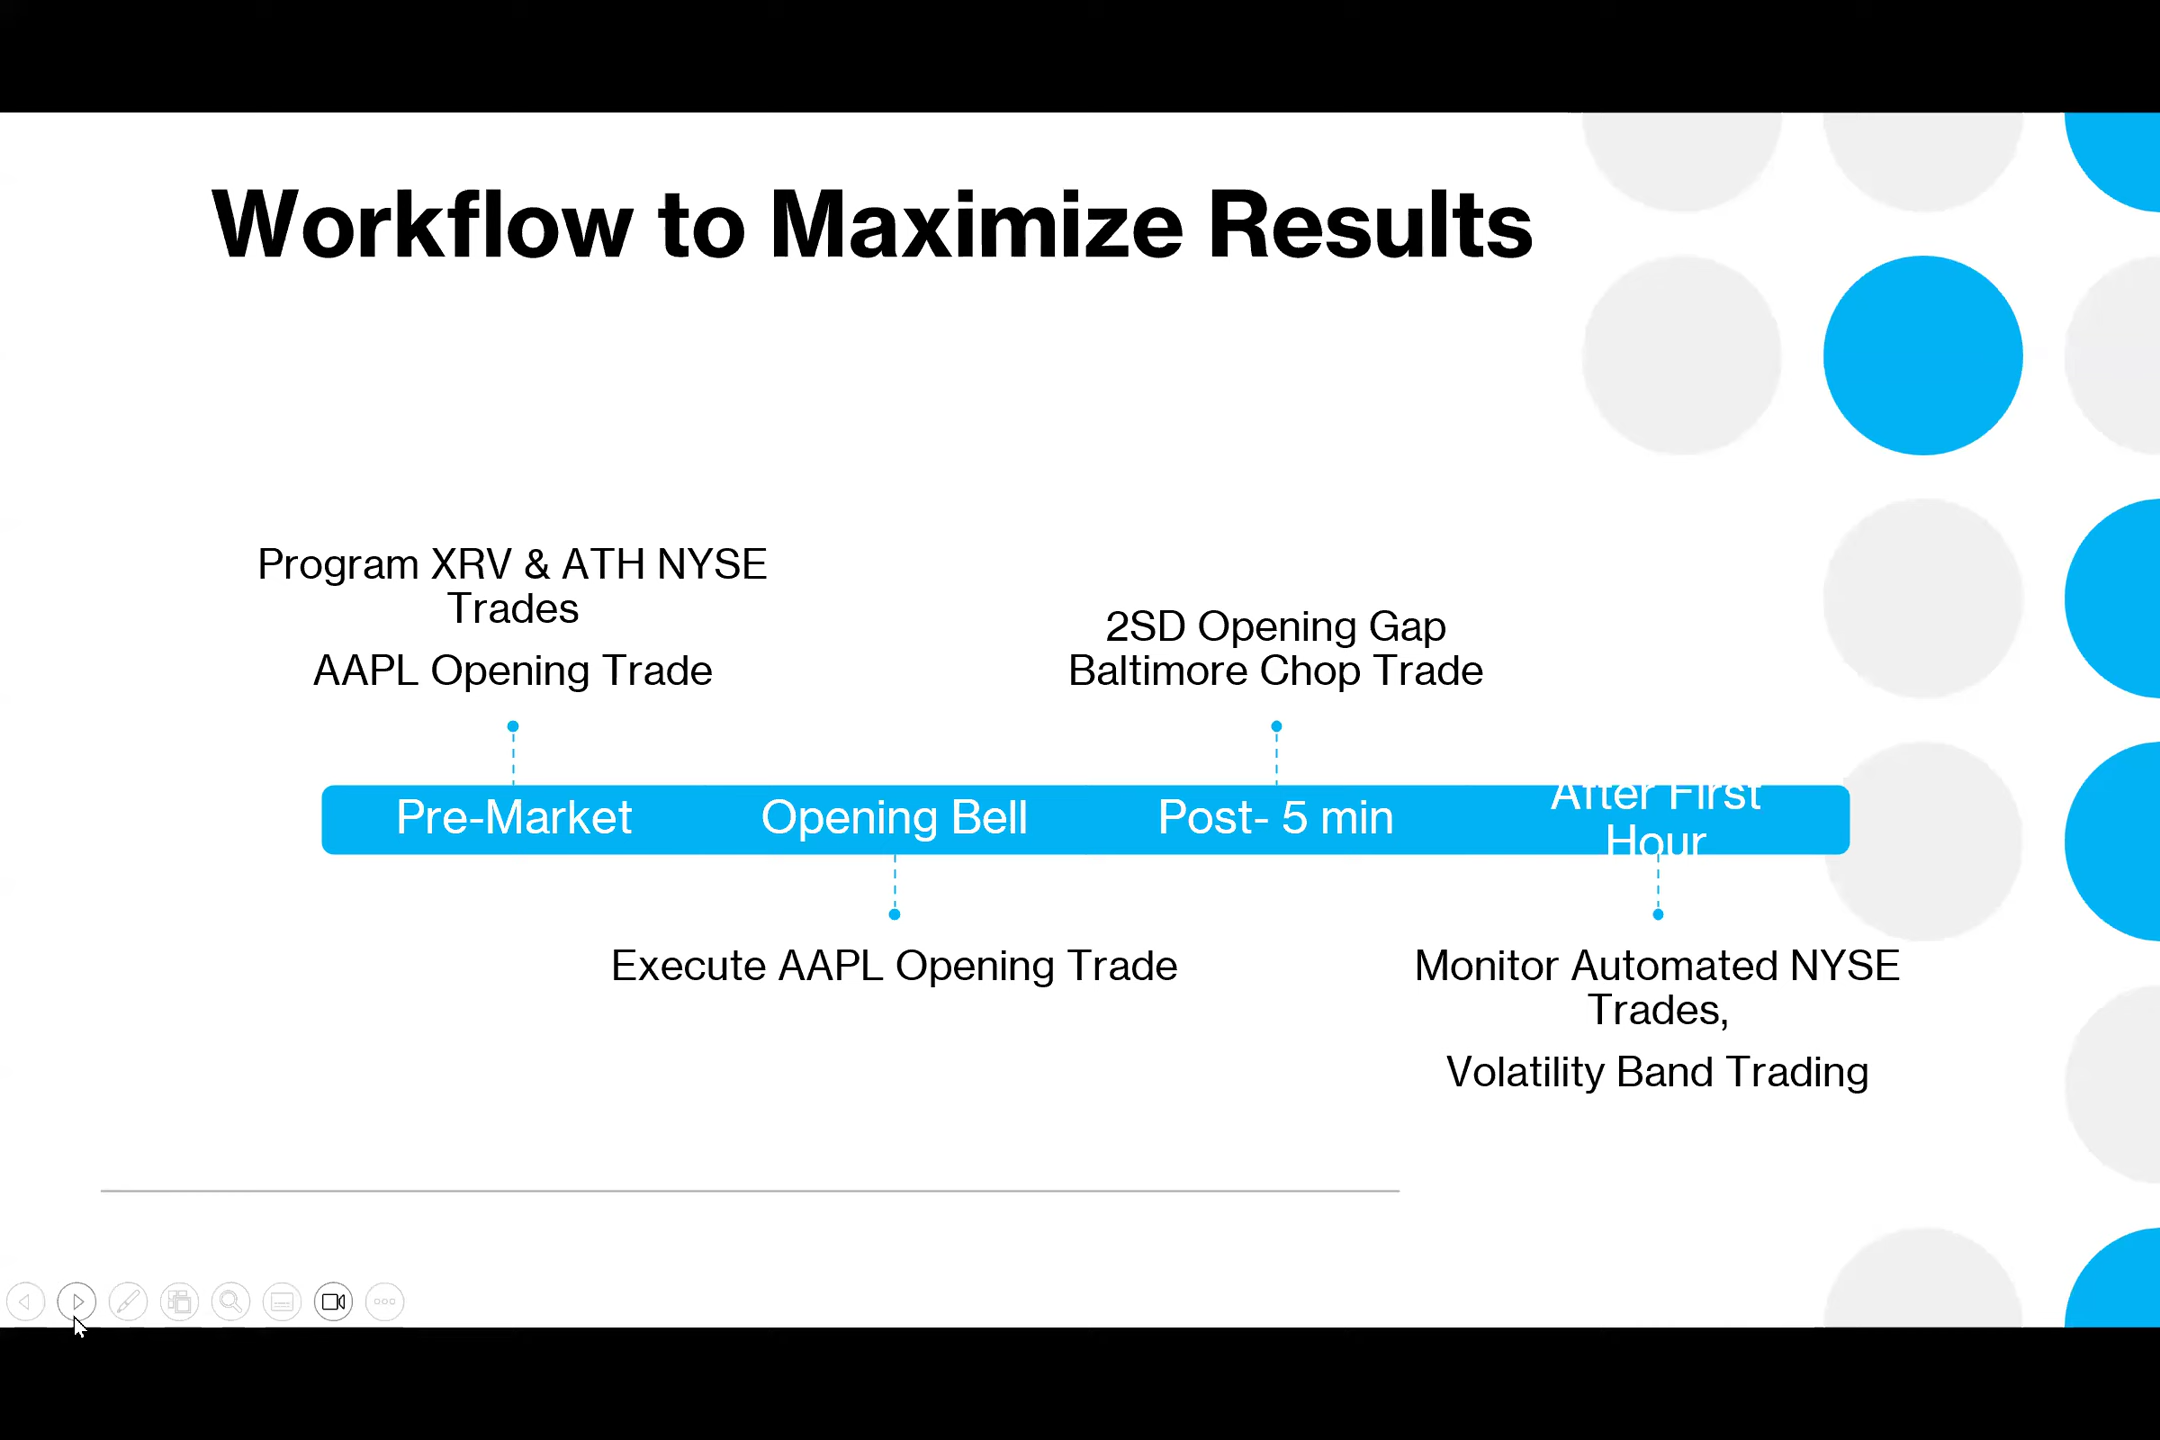 Workflow to Maximize Results
Program XRV & ATH NYSE
Trades
AAPL Opening Trade
2SD Opening Gap
Baltimore Chop Trade
Pre-Market
Opening Bell
Post- 5 min
After First
Hour
Execute AAPL Opening Trade
Monitor Automated NYSE
Trades,
Volatility Band Trading